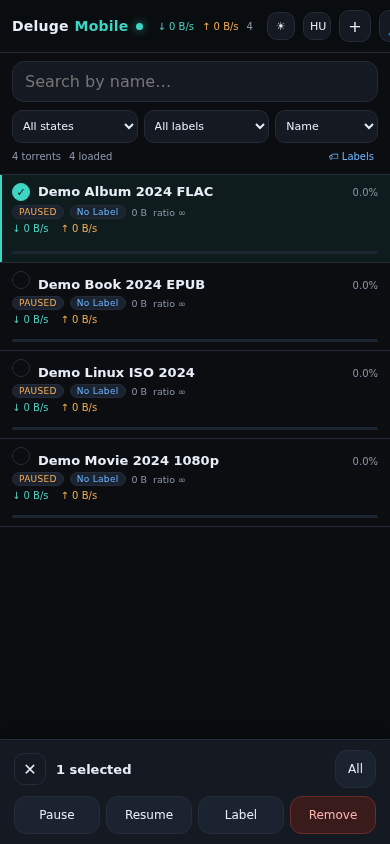 Deluge Mobile ↓ 0 B/s ↑ 0 B/s 4 HU +
Search by name…
All states All labels Name
4 torrents 4 loaded Labels
Demo Album 2024 FLAC 0.0%
PAUSED No Label 0 B ratio ∞
↓ 0 B/s ↑ 0 B/s
Demo Book 2024 EPUB 0.0%
PAUSED No Label 0 B ratio ∞
↓ 0 B/s ↑ 0 B/s
Demo Linux ISO 2024 0.0%
PAUSED No Label 0 B ratio ∞
↓ 0 B/s ↑ 0 B/s
Demo Movie 2024 1080p 0.0%
PAUSED No Label 0 B ratio ∞
↓ 0 B/s ↑ 0 B/s
✕ 1 selected All
Pause Resume Label Remove